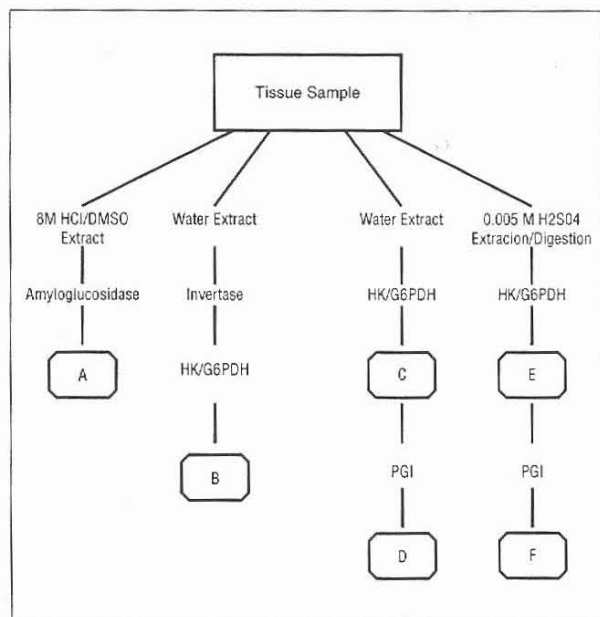 Tissue Sample
8M HCl/DMSO
Extract
Water Extract
Water Extract
0.005 M H2S04
Extracion/Digestion
Amyloglucosidase
Invertase
HK/G6PDH
HK/G6PDH
A
HK/G6PDH
C
E
B
PGI
PGI
D
F